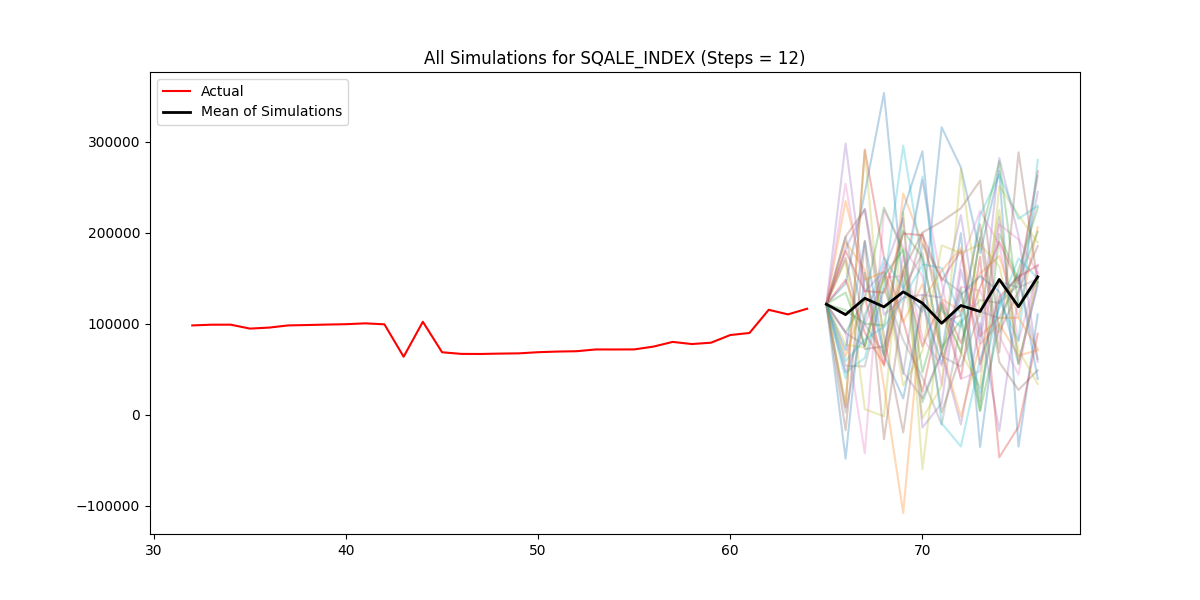 All Simulations for SQALE_INDEX (Steps = 12)
Actual
Mean of Simulations
300000
200000
100000
0
−100000
30 40 50 60 70